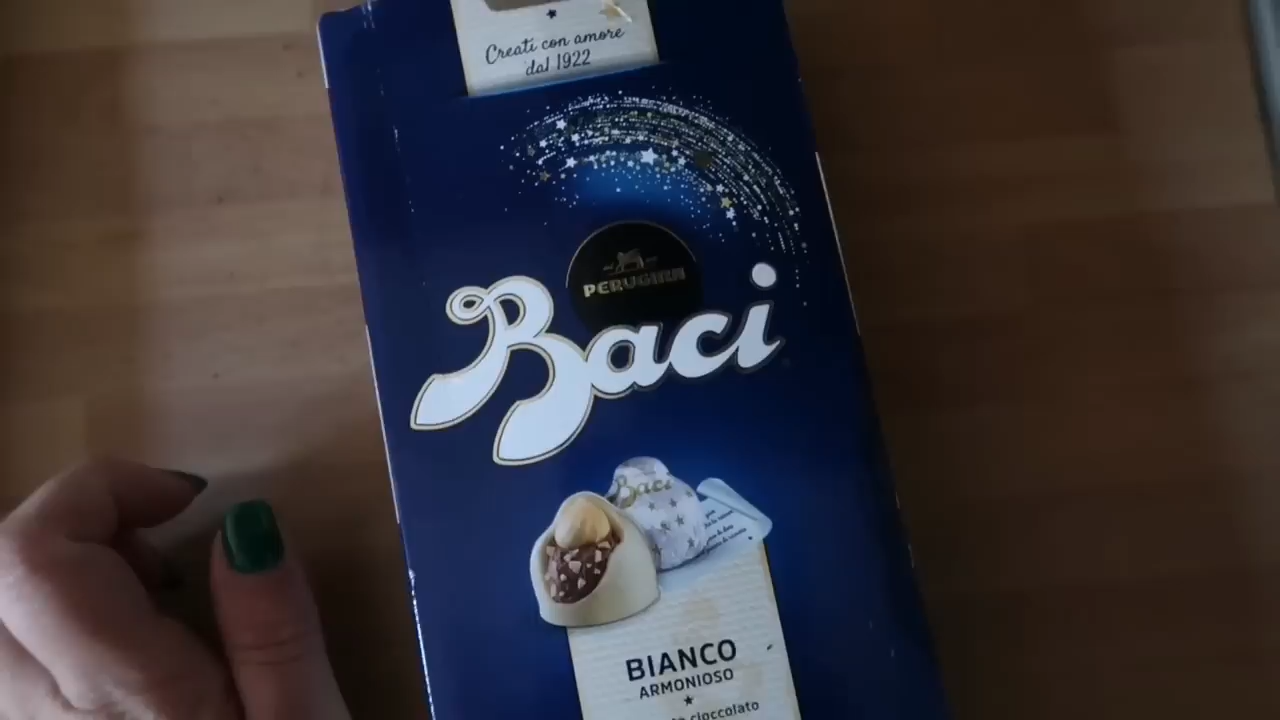 Creati con amore
dal 1922
PERUGINA
Baci
Baci
BIANCO
ARMONIOSO
cioccolato